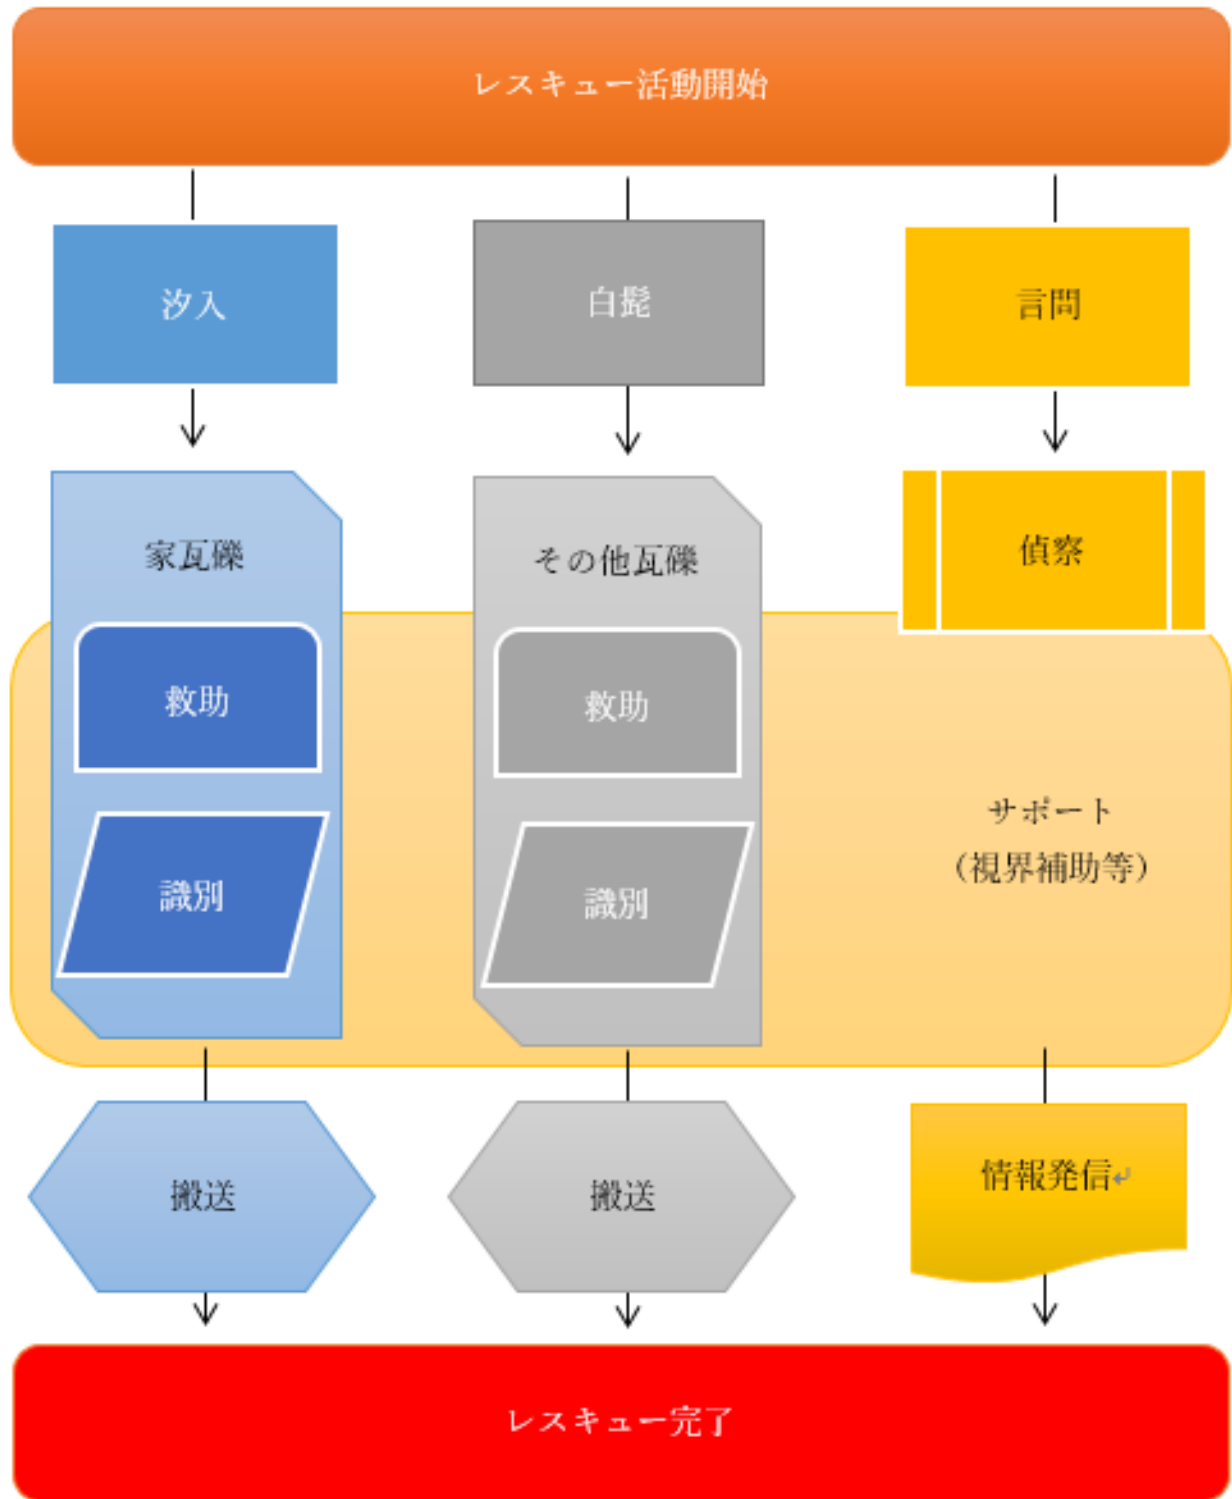 レスキュー活動開始
汐入
白髭
言問
家瓦礫
その他瓦礫
偵察
救助
救助
サポート
（視界補助等）
識別
識別
搬送
搬送
情報発信↵
レスキュー完了